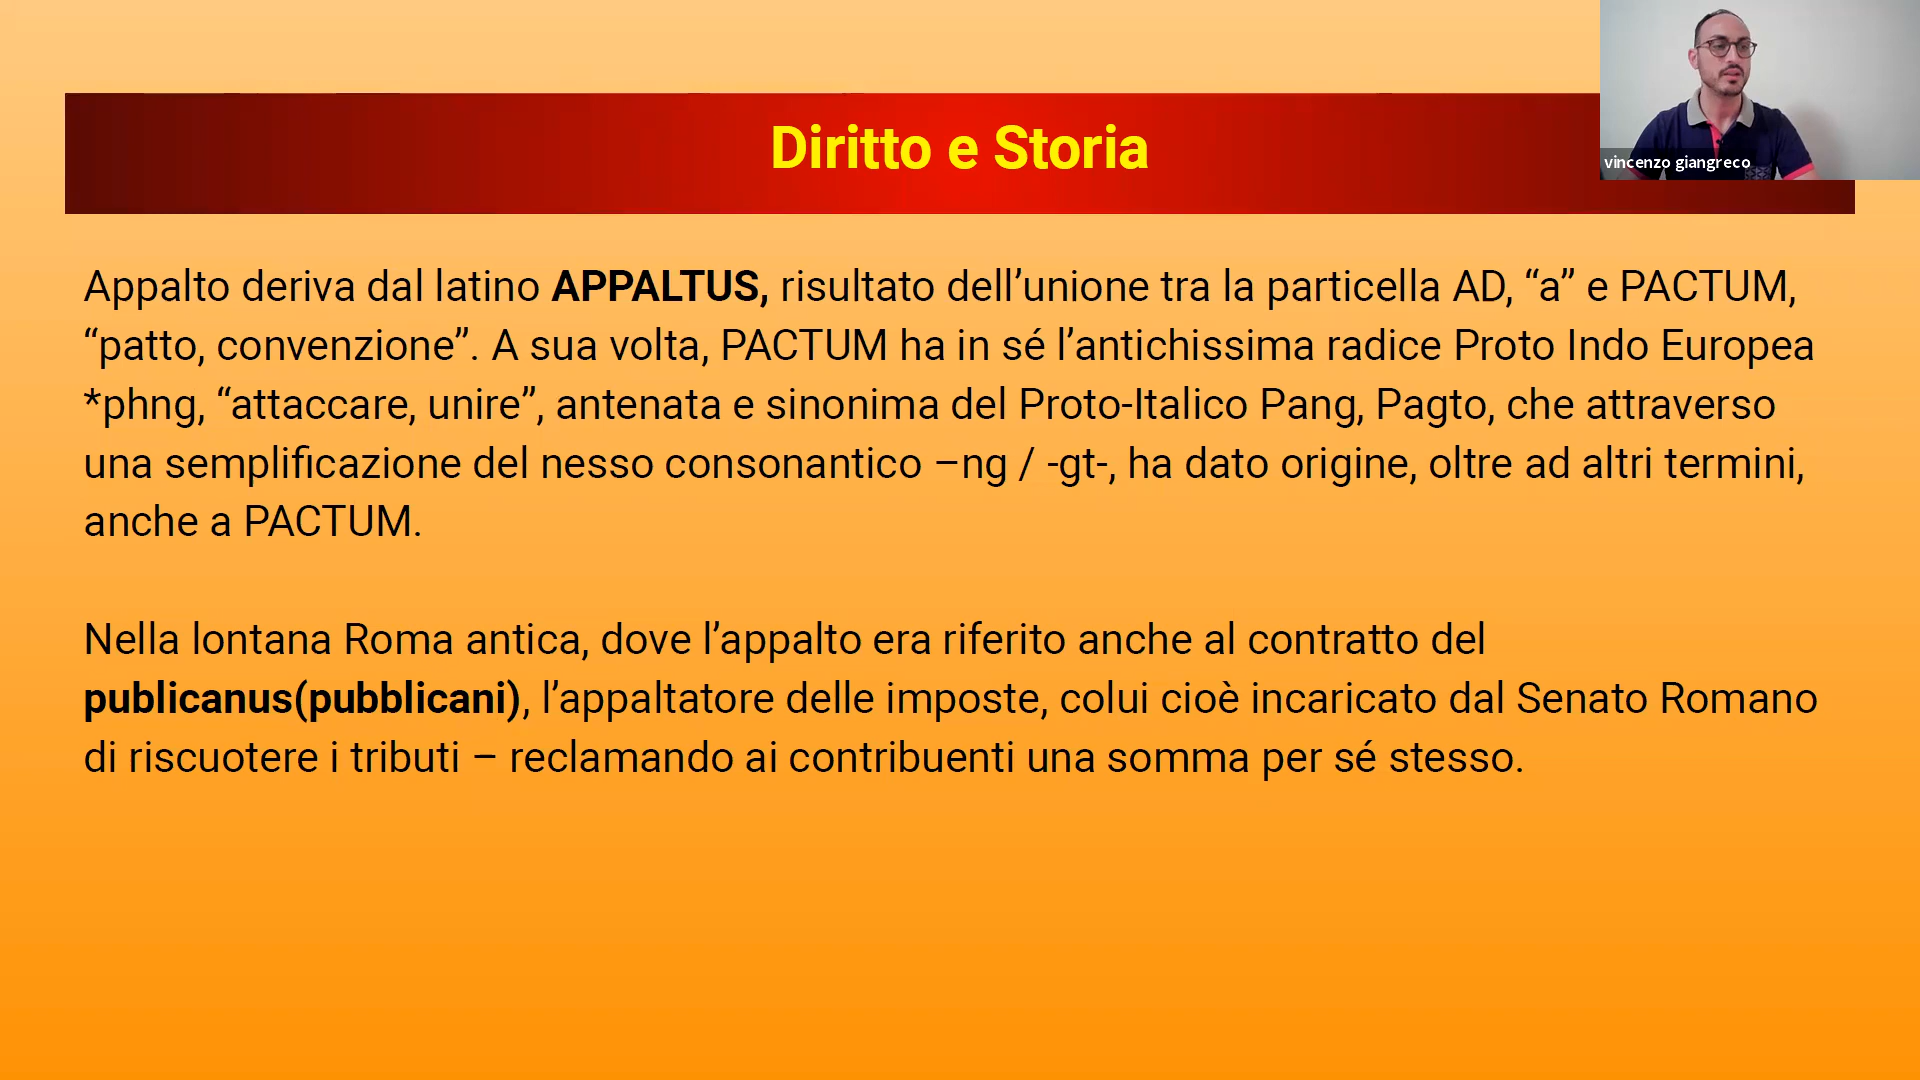 Diritto e Storia
vincenzo giangreco
Appalto deriva dal latino APPALTUS, risultato dell’unione tra la particella AD, “a” e PACTUM,
“patto, convenzione”. A sua volta, PACTUM ha in sé l’antichissima radice Proto Indo Europea
*phng, “attaccare, unire”, antenata e sinonima del Proto-Italico Pang, Pagto, che attraverso
una semplificazione del nesso consonantico –ng / -gt-, ha dato origine, oltre ad altri termini,
anche a PACTUM.
Nella lontana Roma antica, dove l’appalto era riferito anche al contratto del
publicanus(pubblicani), l’appaltatore delle imposte, colui cioè incaricato dal Senato Romano
di riscuotere i tributi – reclamando ai contribuenti una somma per sé stesso.